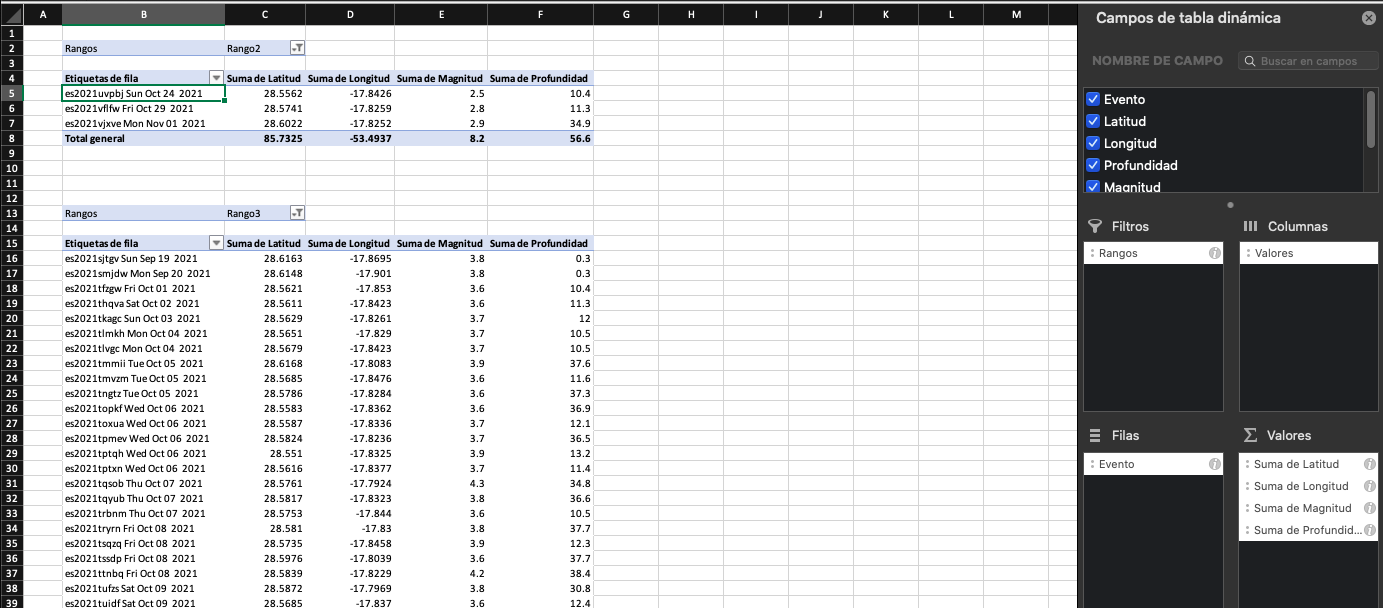 A B C D E F G H I J K L M
1
2 Rangos Rango2
3
4 Etiquetas de fila Suma de Latitud Suma de Longitud Suma de Magnitud Suma de Profundidad
5 es2021uvpbj Sun Oct 24 2021 28.5562 -17.8426 2.5 10.4
6 es2021vflfw Fri Oct 29 2021 28.5741 -17.8259 2.8 11.3
7 es2021vjxve Mon Nov 01 2021 28.6022 -17.8252 2.9 34.9
8 Total general 85.7325 -53.4937 8.2 56.6
9
10
11
12
13 Rangos Rango3
14
15 Etiquetas de fila Suma de Latitud Suma de Longitud Suma de Magnitud Suma de Profundidad
16 es2021sjtgv Sun Sep 19 2021 28.6163 -17.8695 3.8 0.3
17 es2021smjdw Mon Sep 20 2021 28.6148 -17.901 3.8 0.3
18 es2021tfzgw Fri Oct 01 2021 28.5621 -17.853 3.6 10.4
19 es2021thqva Sat Oct 02 2021 28.5611 -17.8423 3.6 11.3
20 es2021tkagc Sun Oct 03 2021 28.5629 -17.8261 3.7 12
21 es2021tlmkh Mon Oct 04 2021 28.5651 -17.829 3.7 10.5
22 es2021tlvgc Mon Oct 04 2021 28.5679 -17.8423 3.7 10.5
23 es2021tmmii Tue Oct 05 2021 28.6168 -17.8083 3.9 37.6
24 es2021tmvzm Tue Oct 05 2021 28.5685 -17.8476 3.6 11.6
25 es2021tngtz Tue Oct 05 2021 28.5786 -17.8284 3.6 37.3
26 es2021topkf Wed Oct 06 2021 28.5583 -17.8362 3.6 36.9
27 es2021toxua Wed Oct 06 2021 28.5587 -17.8336 3.7 12.1
28 es2021tpmev Wed Oct 06 2021 28.5824 -17.8236 3.7 36.5
29 es2021tptqh Wed Oct 06 2021 28.551 -17.8325 3.9 13.2
30 es2021tptxn Wed Oct 06 2021 28.5616 -17.8377 3.7 11.4
31 es2021tqsob Thu Oct 07 2021 28.5761 -17.7924 4.3 34.8
32 es2021tqyub Thu Oct 07 2021 28.5817 -17.8323 3.8 36.6
33 es2021trbnm Thu Oct 07 2021 28.5753 -17.844 3.6 10.5
34 es2021tryrn Fri Oct 08 2021 28.581 -17.83 3.8 37.7
35 es2021tsqzq Fri Oct 08 2021 28.5735 -17.8458 3.9 12.3
36 es2021tssdp Fri Oct 08 2021 28.5976 -17.8039 3.6 37.7
37 es2021ttnbq Fri Oct 08 2021 28.5839 -17.8229 4.2 38.4
38 es2021tufzs Sat Oct 09 2021 28.5872 -17.7969 3.8 30.8
39 es2021tuidf Sat Oct 09 2021 28.5685 -17.837 3.6 12.4
Campos de tabla dinámica
NOMBRE DE CAMPO Buscar en campos
Evento
Latitud
Longitud
Profundidad
Magnitud
Filtros
Rangos
Columnas
Valores
Filas
Evento
Valores
Suma de Latitud
Suma de Longitud
Suma de Magnitud
Suma de Profundid...